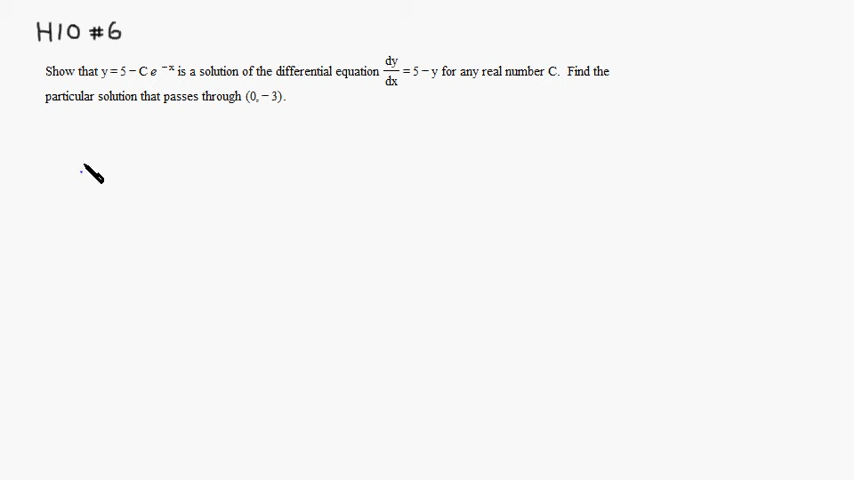 H10 #6
Show that y = 5 − C e ⁻ˣ is a solution of the differential equation dy/dx = 5 − y for any real number C. Find the
particular solution that passes through (0, − 3).